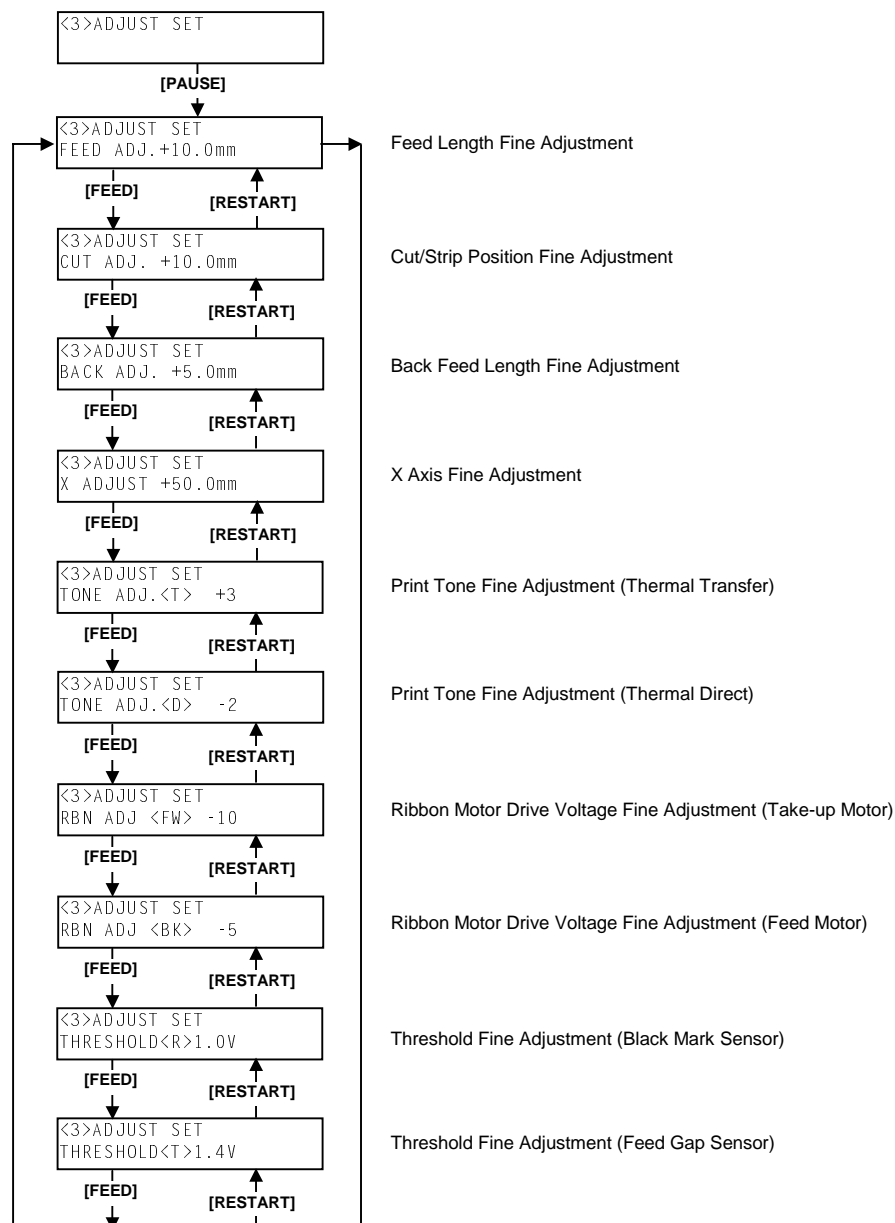 <3>ADJUST SET
[PAUSE]
<3>ADJUST SET
FEED ADJ.+10.0mm
Feed Length Fine Adjustment
[FEED]
[RESTART]
<3>ADJUST SET
CUT ADJ. +10.0mm
Cut/Strip Position Fine Adjustment
[FEED]
[RESTART]
<3>ADJUST SET
BACK ADJ. +5.0mm
Back Feed Length Fine Adjustment
[FEED]
[RESTART]
<3>ADJUST SET
X ADJUST +50.0mm
X Axis Fine Adjustment
[FEED]
[RESTART]
<3>ADJUST SET
TONE ADJ.<T> +3
Print Tone Fine Adjustment (Thermal Transfer)
[FEED]
[RESTART]
<3>ADJUST SET
TONE ADJ.<D> -2
Print Tone Fine Adjustment (Thermal Direct)
[FEED]
[RESTART]
<3>ADJUST SET
RBN ADJ <FW> -10
Ribbon Motor Drive Voltage Fine Adjustment (Take-up Motor)
[FEED]
[RESTART]
<3>ADJUST SET
RBN ADJ <BK> -5
Ribbon Motor Drive Voltage Fine Adjustment (Feed Motor)
[FEED]
[RESTART]
<3>ADJUST SET
THRESHOLD<R>1.0V
Threshold Fine Adjustment (Black Mark Sensor)
[FEED]
[RESTART]
<3>ADJUST SET
THRESHOLD<T>1.4V
Threshold Fine Adjustment (Feed Gap Sensor)
[FEED]
[RESTART]